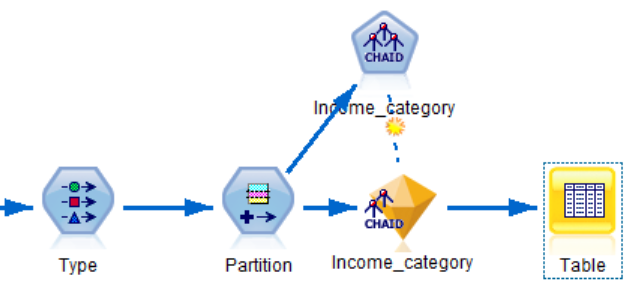 CHAID
Income_category
CHAID
Type
Partition
Income_category
Table